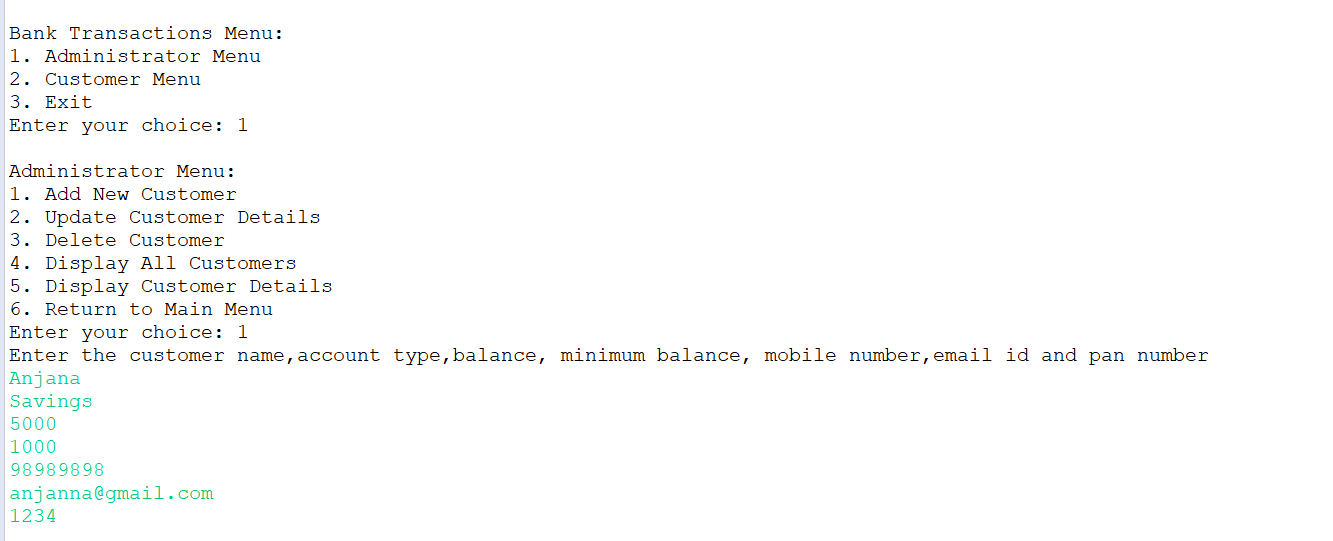 Bank Transactions Menu:
1. Administrator Menu
2. Customer Menu
3. Exit
Enter your choice: 1
Administrator Menu:
1. Add New Customer
2. Update Customer Details
3. Delete Customer
4. Display All Customers
5. Display Customer Details
6. Return to Main Menu
Enter your choice: 1
Enter the customer name,account type,balance, minimum balance, mobile number,email id and pan number
Anjana
Savings
5000
1000
98989898
anjanna@gmail.com
1234